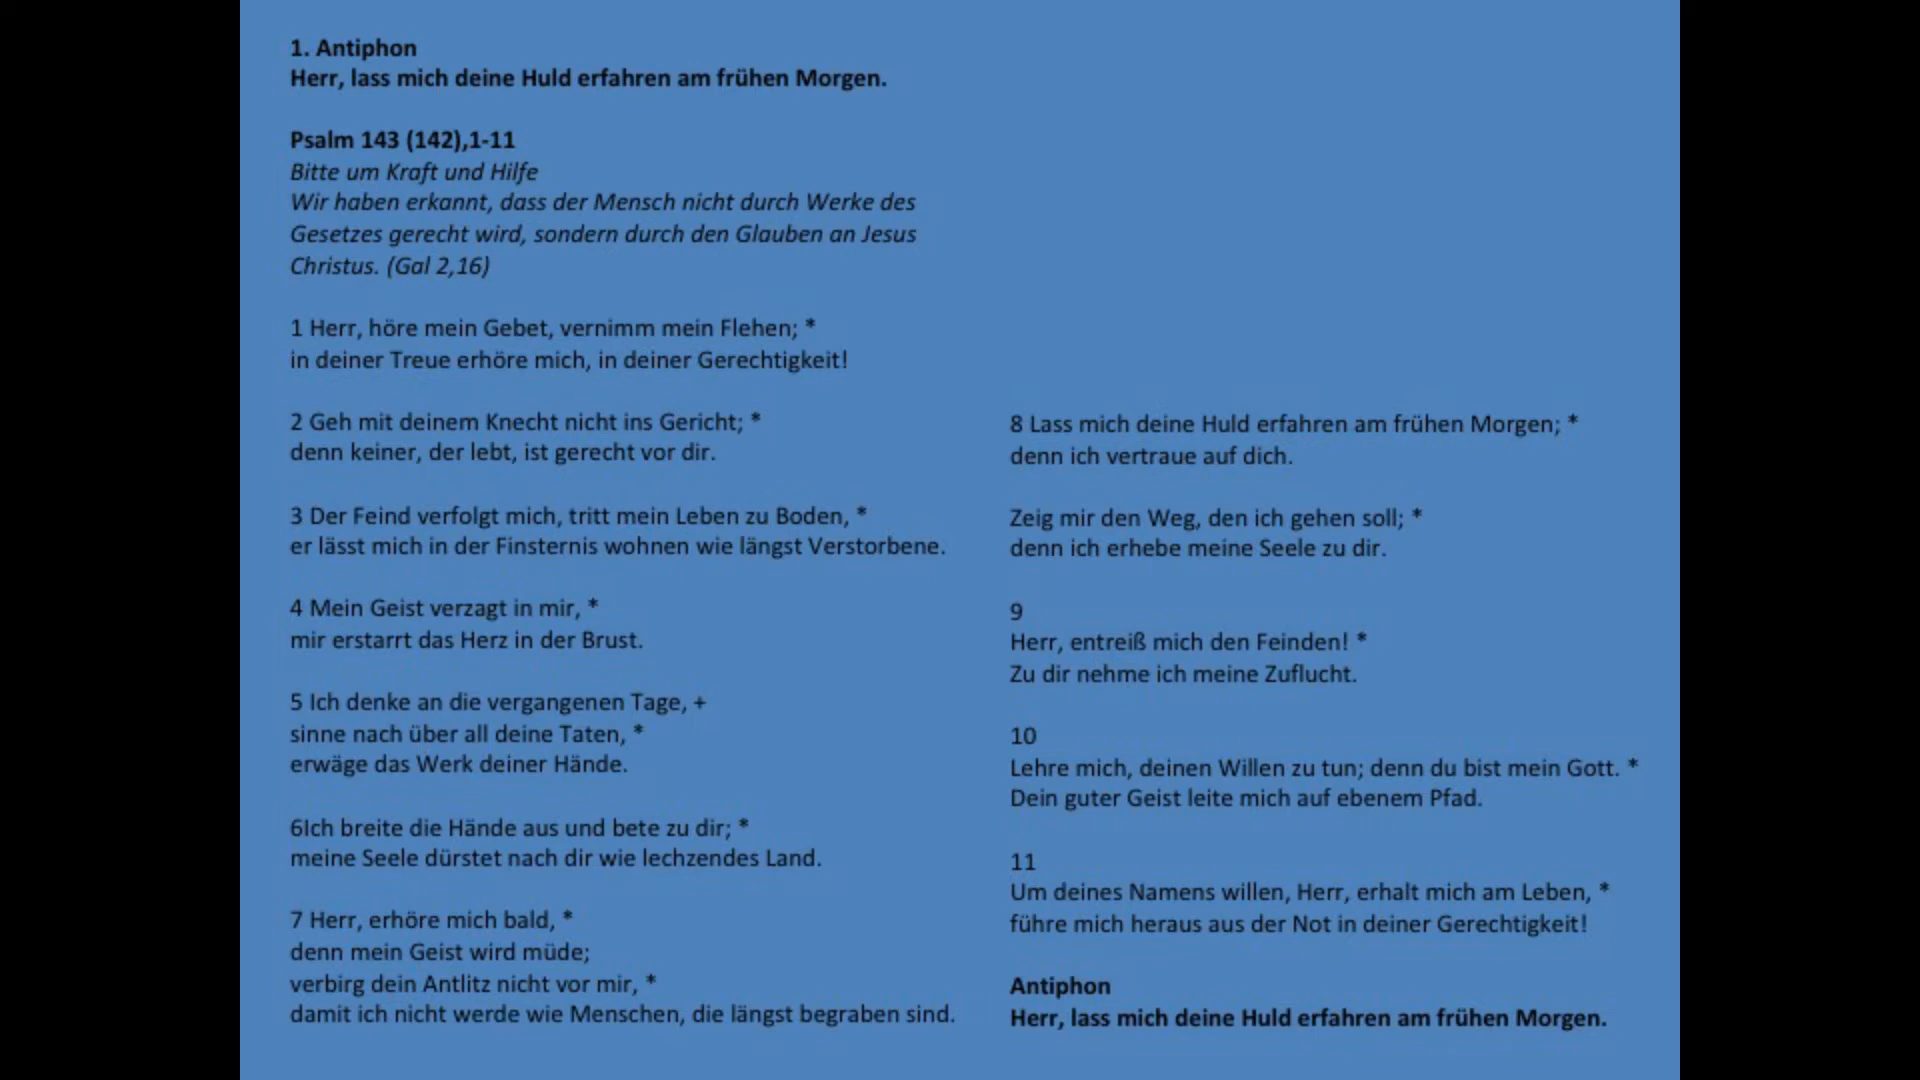 1. Antiphon
Herr, lass mich deine Huld erfahren am frühen Morgen.
Psalm 143 (142),1-11
Bitte um Kraft und Hilfe
Wir haben erkannt, dass der Mensch nicht durch Werke des
Gesetzes gerecht wird, sondern durch den Glauben an Jesus
Christus. (Gal 2,16)
1 Herr, höre mein Gebet, vernimm mein Flehen; *
in deiner Treue erhöre mich, in deiner Gerechtigkeit!
2 Geh mit deinem Knecht nicht ins Gericht; *
denn keiner, der lebt, ist gerecht vor dir.
3 Der Feind verfolgt mich, tritt mein Leben zu Boden, *
er lässt mich in der Finsternis wohnen wie längst Verstorbene.
4 Mein Geist verzagt in mir, *
mir erstarrt das Herz in der Brust.
5 Ich denke an die vergangenen Tage, +
sinne nach über all deine Taten, *
erwäge das Werk deiner Hände.
6Ich breite die Hände aus und bete zu dir; *
meine Seele dürstet nach dir wie lechzendes Land.
7 Herr, erhöre mich bald, *
denn mein Geist wird müde;
verbirg dein Antlitz nicht vor mir, *
damit ich nicht werde wie Menschen, die längst begraben sind.
8 Lass mich deine Huld erfahren am frühen Morgen; *
denn ich vertraue auf dich.
Zeig mir den Weg, den ich gehen soll; *
denn ich erhebe meine Seele zu dir.
9
Herr, entreiß mich den Feinden! *
Zu dir nehme ich meine Zuflucht.
10
Lehre mich, deinen Willen zu tun; denn du bist mein Gott. *
Dein guter Geist leite mich auf ebenem Pfad.
11
Um deines Namens willen, Herr, erhalt mich am Leben, *
führe mich heraus aus der Not in deiner Gerechtigkeit!
Antiphon
Herr, lass mich deine Huld erfahren am frühen Morgen.